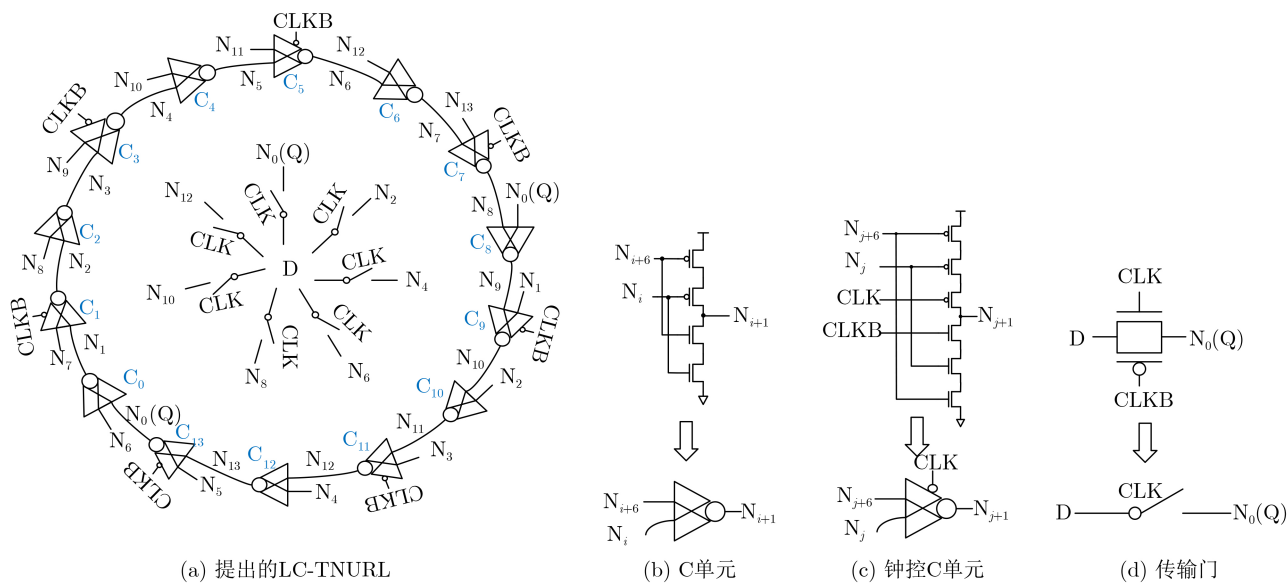 CLKB
N₁₁
N₅
C₅
N₆
N₁₂
N₁₀
N₄
C₄
C₆
N₁₃
N₇
CLKB
C₇
CLKB
N₉
C₃
N₃
N₈
N₀(Q)
C₈
N₉
N₈
C₂
N₂
CLKB
C₁
N₁
N₇
N₁
C₉
CLKB
N₁₀
N₂
C₁₀
C₀
N₀(Q)
N₆
C₁₃
N₁₃
N₅
CLKB
C₁₂
N₁₂
N₄
C₁₁
N₁₁
N₃
CLKB
N₀(Q)
CLK
N₂
CLK
N₄
CLK
N₆
CLK
N₈
CLK
N₁₀
CLK
N₁₂
CLK
D
(a) 提出的LC-TNURL
Nᵢ₊₆
Nᵢ
Nᵢ₊₁
Nᵢ₊₆
Nᵢ
Nᵢ₊₁
(b) C单元
Nⱼ₊₆
Nⱼ
CLK
CLKB
Nⱼ₊₁
CLK
Nⱼ₊₆
Nⱼ
Nⱼ₊₁
(c) 钟控C单元
CLK
D
N₀(Q)
CLKB
CLK
D
N₀(Q)
(d) 传输门